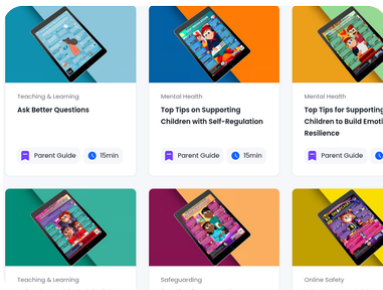 Teaching & Learning
Ask Better Questions
Parent Guide
15min
Mental Health
Top Tips on Supporting
Children with Self-Regulation
Parent Guide
15min
Mental Health
Top Tips for Supporting
Children to Build Emoti
Resilience
Parent Guide
Teaching & Learning
Safeguarding
Online Safety